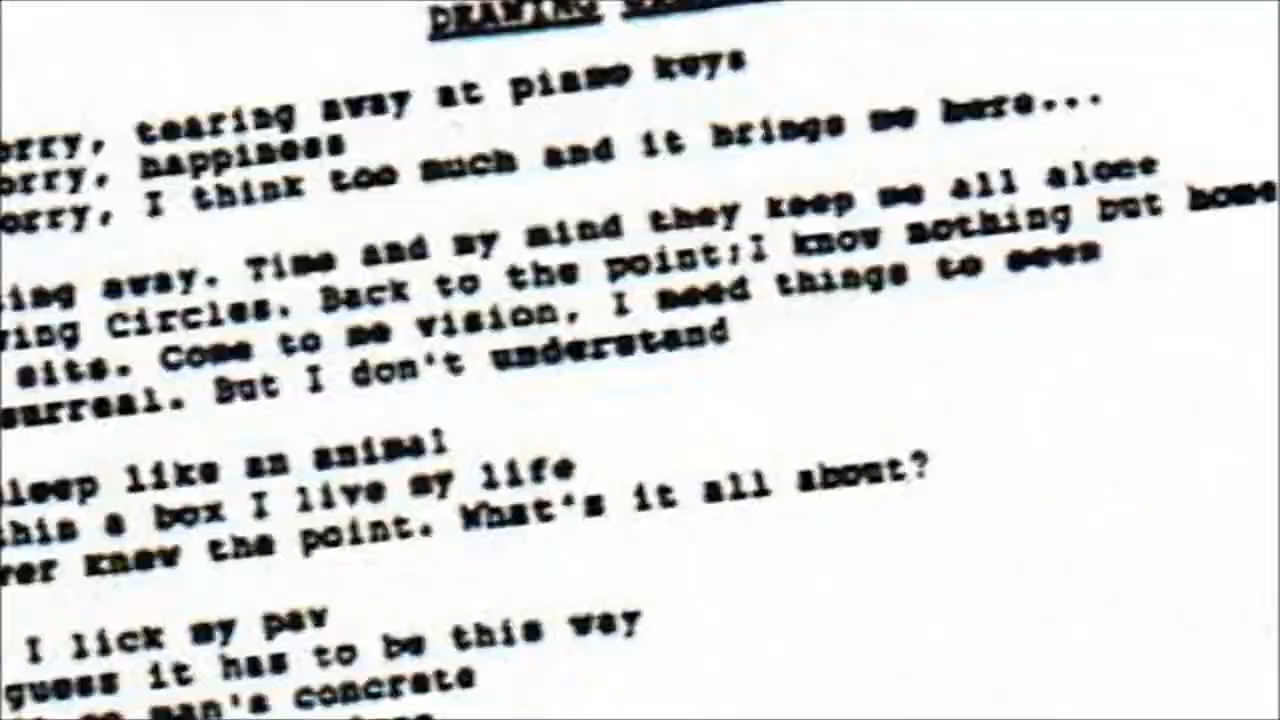 DRAWING
orry, tearing away at piano keys
orry, happiness
orry, I think too much and it brings me here...
ing away. Time and my mind they keep me all alone
ing Circles. Back to the point;I know nothing but home
sits. Come to me vision, I need things to seem
surreal. But I don't understand
leep like an animal
this a box I live my life
ver knew the point. What's it all about?
I lick my paw
guess it has to be this way
man's concrete